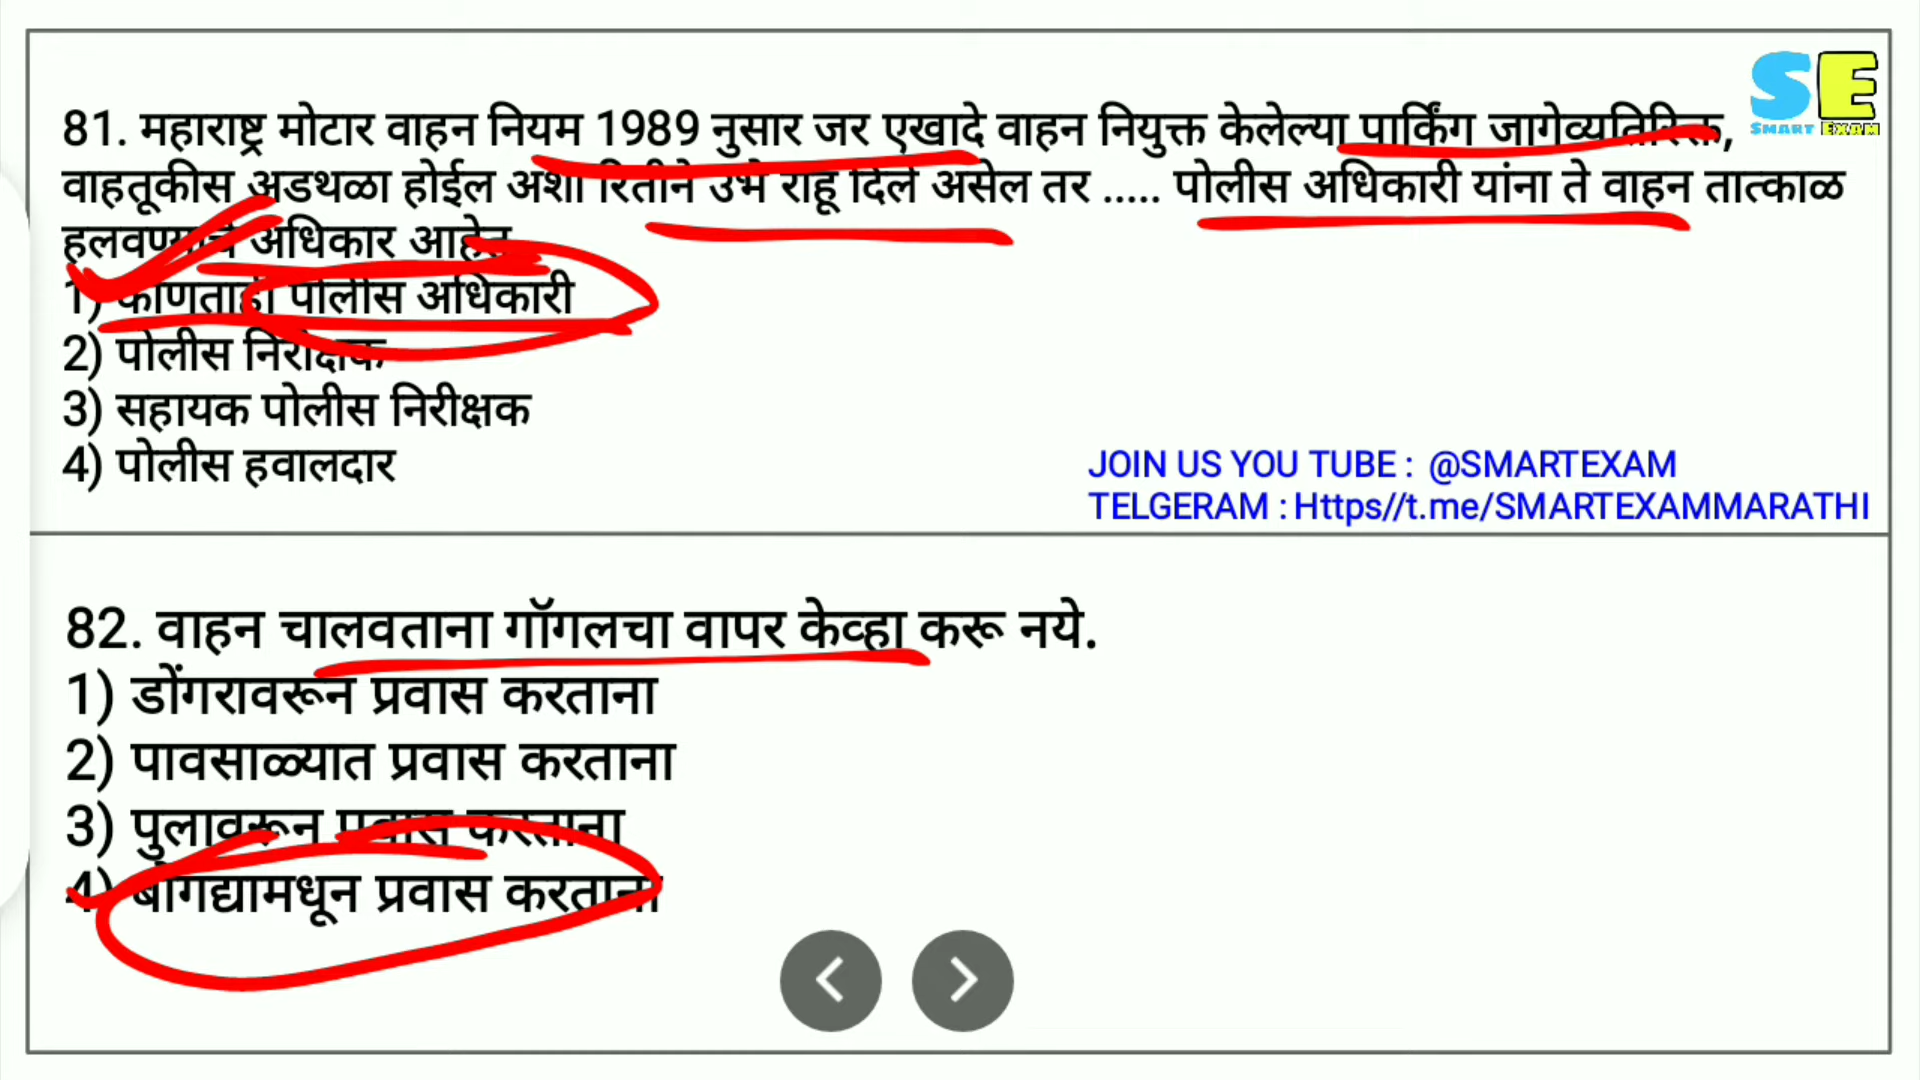 SE
SMART EXAM
81. महाराष्ट्र मोटार वाहन नियम 1989 नुसार जर एखादे वाहन नियुक्त केलेल्या पार्किंग जागेव्यतिरिक्त,
वाहतूकीस अडथळा होईल अशा रितीने उभे राहू दिले असेल तर ..... पोलीस अधिकारी यांना ते वाहन तात्काळ
हलवण्याचे अधिकार आहेत
1) कोणताही पोलीस अधिकारी
2) पोलीस निरीक्षक
3) सहायक पोलीस निरीक्षक
4) पोलीस हवालदार
JOIN US YOU TUBE : @SMARTEXAM
TELGERAM : Https//t.me/SMARTEXAMMARATHI
82. वाहन चालवताना गॉगलचा वापर केव्हा करू नये.
1) डोंगरावरून प्रवास करताना
2) पावसाळ्यात प्रवास करताना
3) पुलावरून प्रवास करताना
4) बोगद्यामधून प्रवास करताना